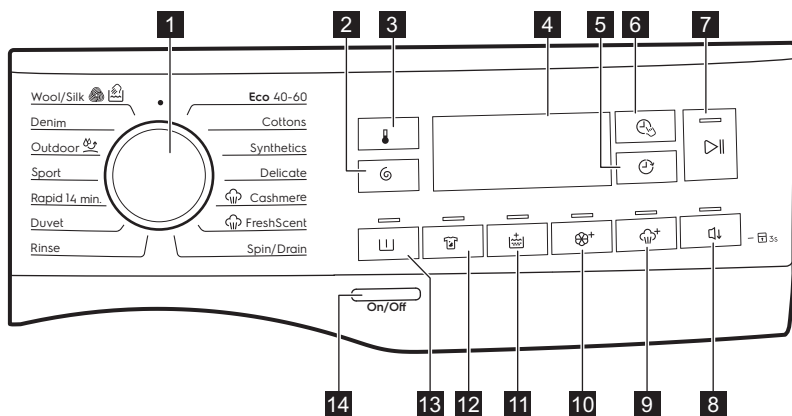 1
2
3
4
5
6
7
Wool/Silk
Denim
Outdoor
Sport
Rapid 14 min.
Duvet
Rinse
Eco 40-60
Cottons
Synthetics
Delicate
Cashmere
FreshScent
Spin/Drain
3s
On/Off
14
13
12
11
10
9
8